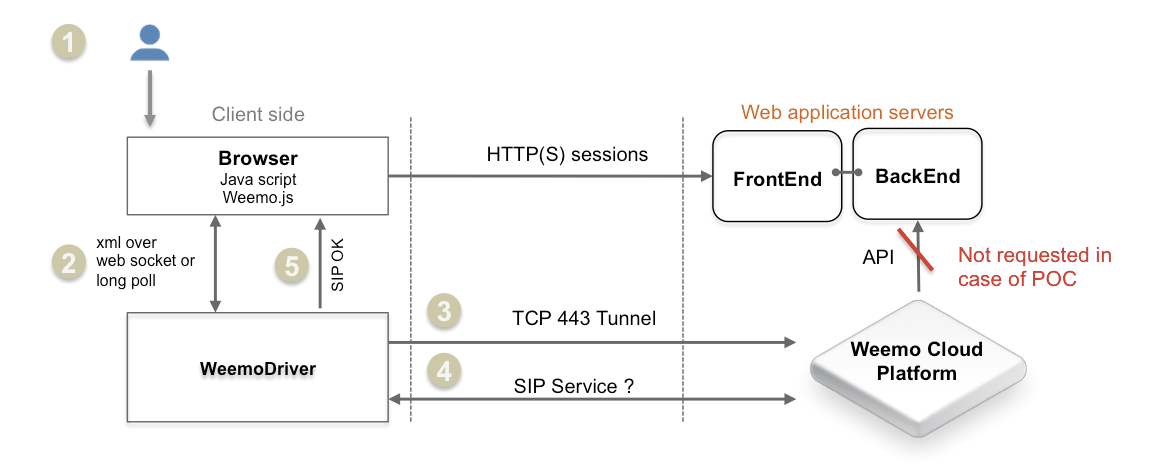 1
Client side
Web application servers
Browser
Java script
Weemo.js
HTTP(S) sessions
FrontEnd
BackEnd
2
xml over
web socket or
long poll
5
SIP OK
API
Not requested in
case of POC
3
TCP 443 Tunnel
WeemoDriver
4
SIP Service ?
Weemo Cloud
Platform